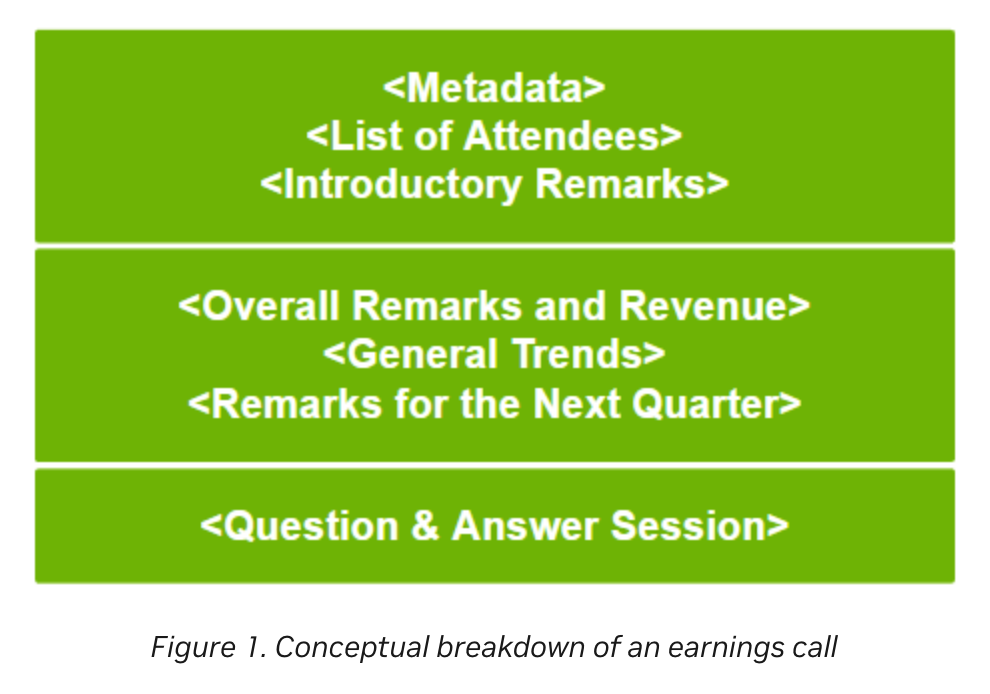 <Metadata>
<List of Attendees>
<Introductory Remarks>
<Overall Remarks and Revenue>
<General Trends>
<Remarks for the Next Quarter>
<Question & Answer Session>
Figure 1. Conceptual breakdown of an earnings call